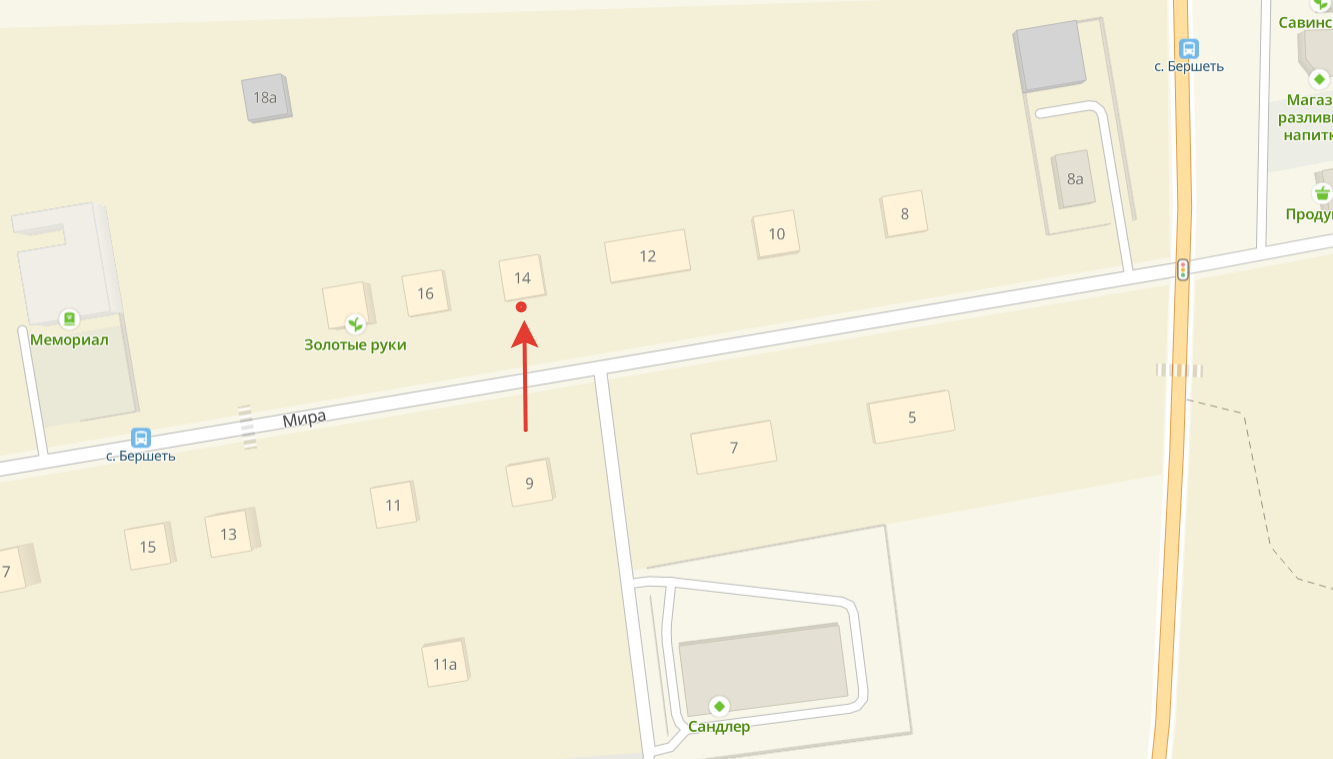 Савинс
с. Бершеть
18а
Магаз
разлив
напитк
8а
Проду
8
10
12
14
16
Мемориал
Золотые руки
Мира
с. Бершеть
5
7
9
11
13
15
7
11а
Сандлер